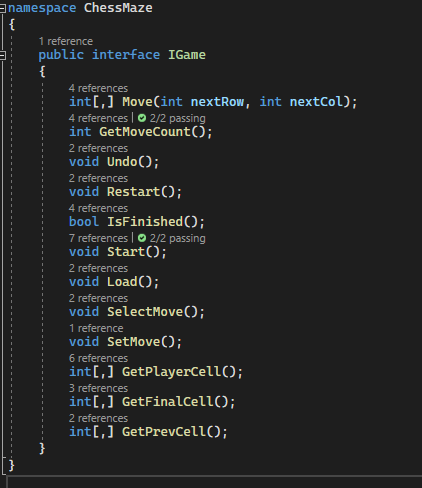 namespace ChessMaze
{
1 reference
public interface IGame
{
4 references
int[,] Move(int nextRow, int nextCol);
4 references | 2/2 passing
int GetMoveCount();
2 references
void Undo();
2 references
void Restart();
4 references
bool IsFinished();
7 references | 2/2 passing
void Start();
2 references
void Load();
2 references
void SelectMove();
1 reference
void SetMove();
6 references
int[,] GetPlayerCell();
3 references
int[,] GetFinalCell();
2 references
int[,] GetPrevCell();
}
}